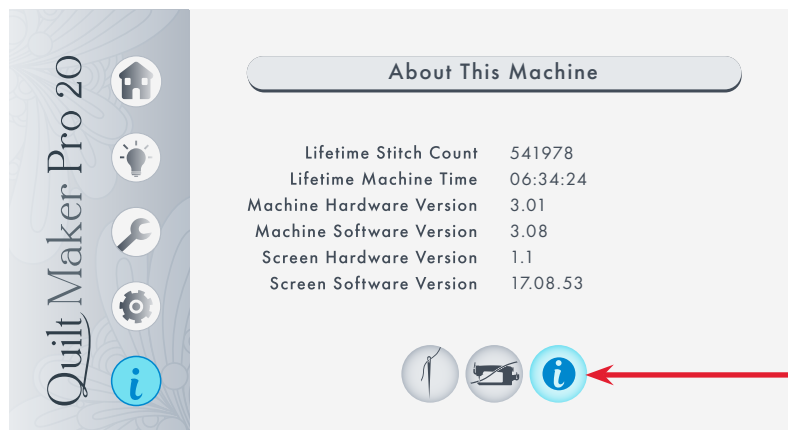 Quilt Maker Pro 20
About This Machine
Lifetime Stitch Count 541978
Lifetime Machine Time 06:34:24
Machine Hardware Version 3.01
Machine Software Version 3.08
Screen Hardware Version 1.1
Screen Software Version 17.08.53
i
i